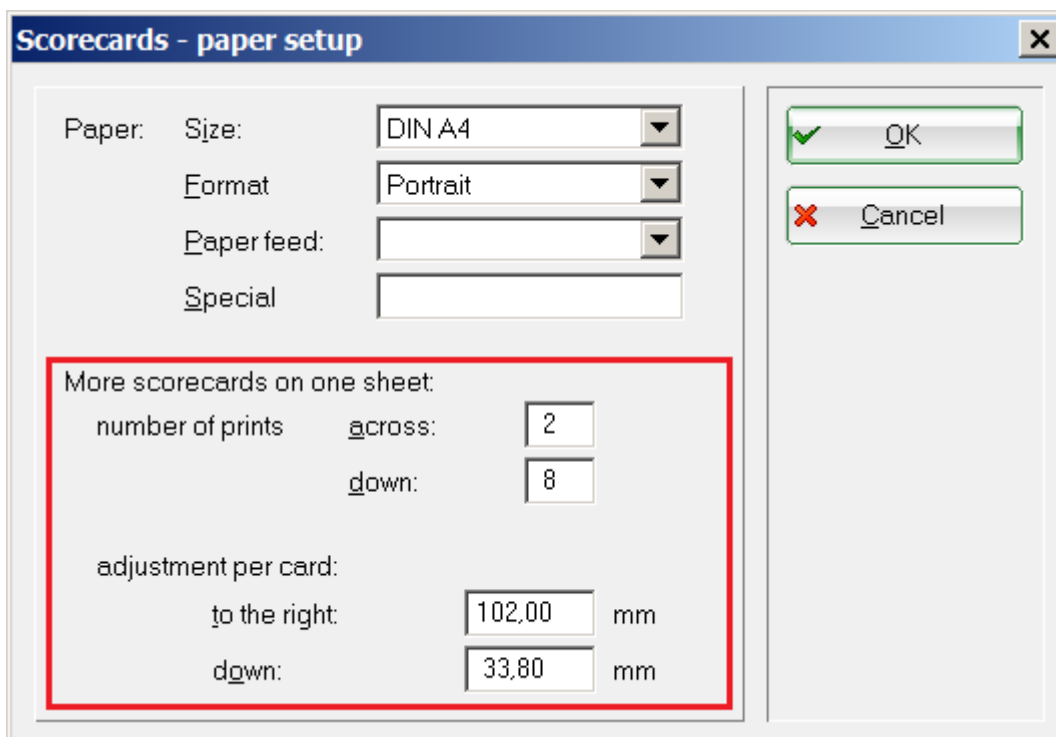 Scorecards - paper setup
Paper: Size: DIN A4
Format Portrait
Paper feed:
Special
OK
Cancel
More scorecards on one sheet:
number of prints across: 2
down: 8
adjustment per card:
to the right: 102,00 mm
down: 33,80 mm